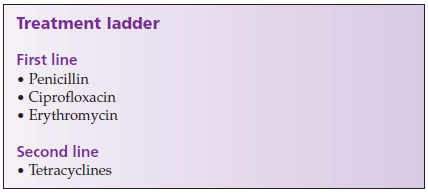 Treatment ladder
First line
• Penicillin
• Ciprofloxacin
• Erythromycin
Second line
• Tetracyclines